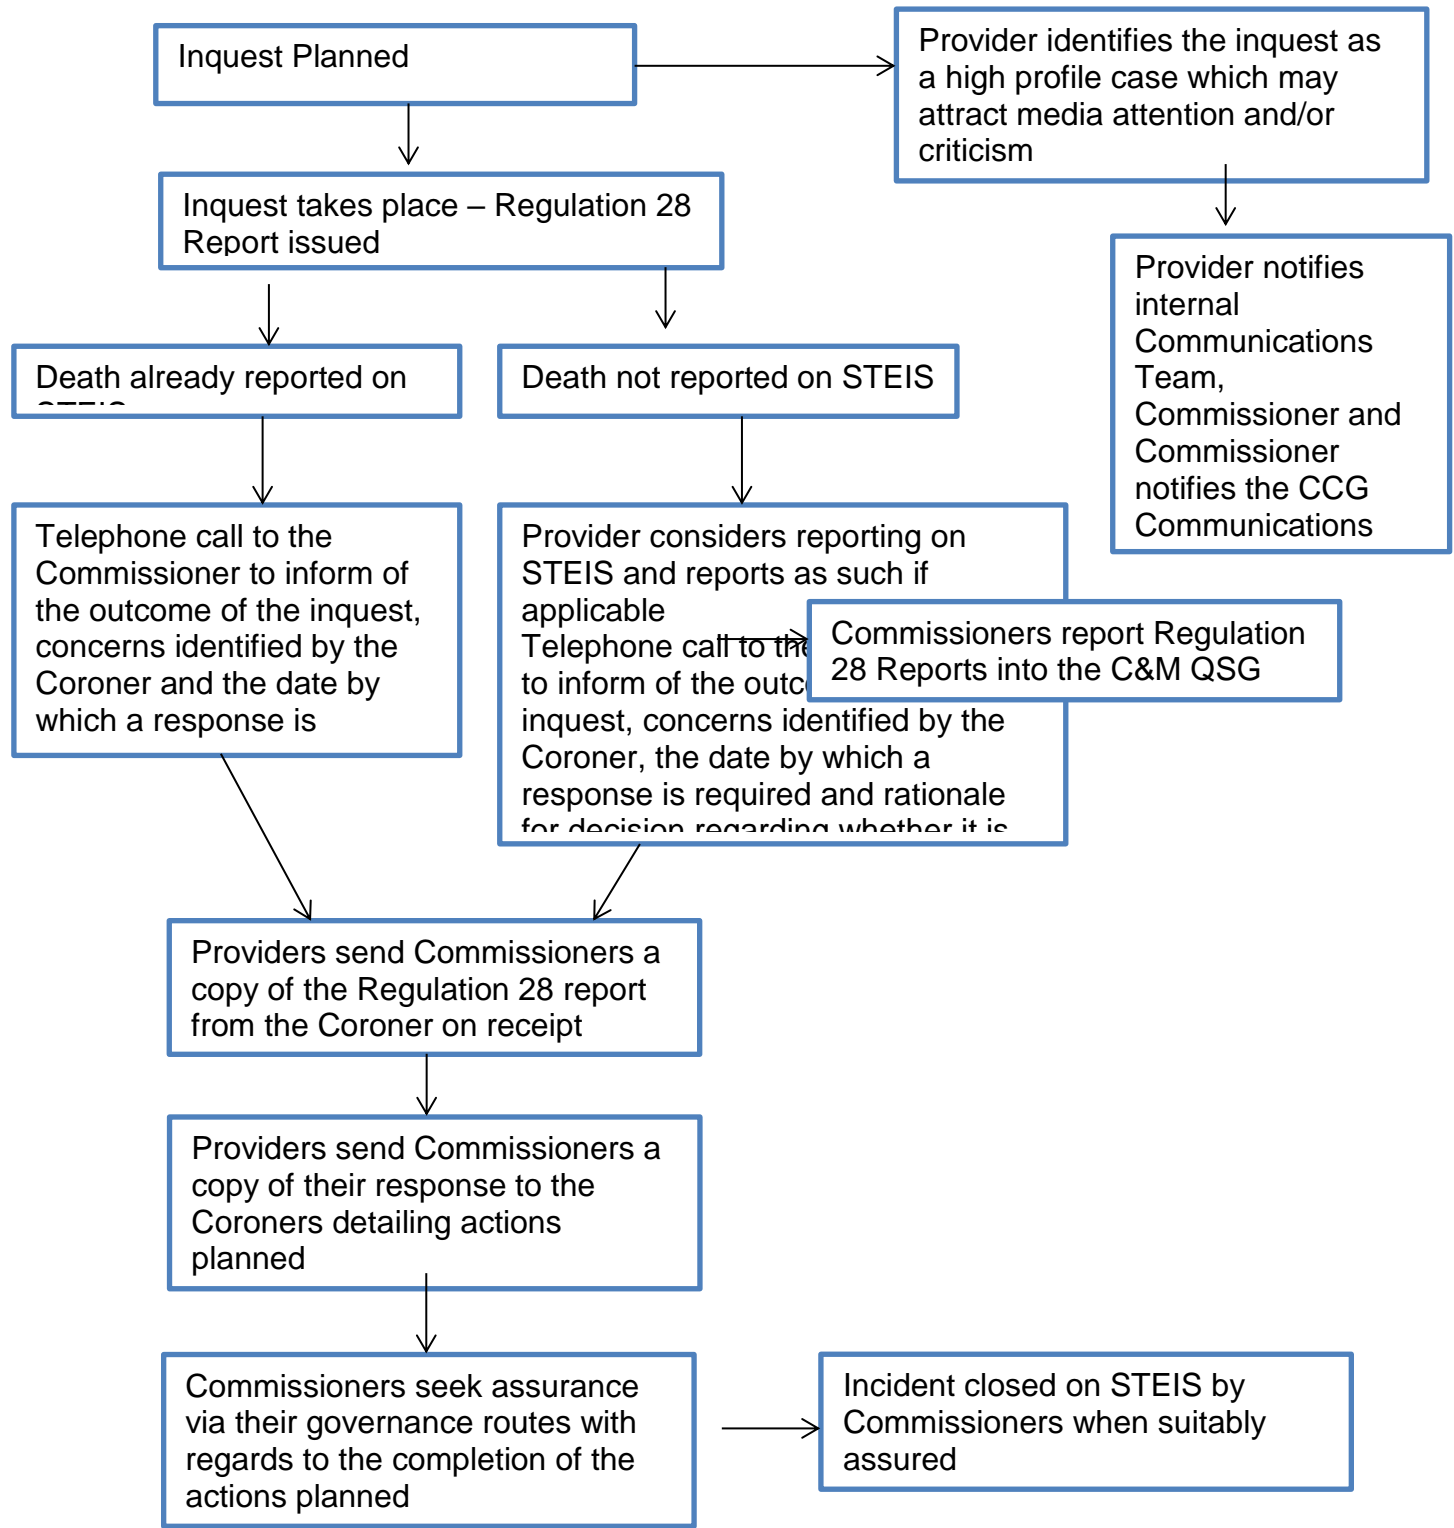 Inquest Planned
Provider identifies the inquest as
a high profile case which may
attract media attention and/or
criticism
Inquest takes place – Regulation 28
Report issued
Provider notifies
internal
Communications
Team,
Commissioner and
Commissioner
notifies the CCG
Communications
Death already reported on
STEIS
Death not reported on STEIS
Telephone call to the
Commissioner to inform of
the outcome of the inquest,
concerns identified by the
Coroner and the date by
which a response is
Provider considers reporting on
STEIS and reports as such if
applicable
Telephone call to the
to inform of the
inquest, concerns identified by the
Coroner, the date by which a
response is required and rationale
for decision regarding whether it is
Commissioners report Regulation
28 Reports into the C&M QSG
Providers send Commissioners a
copy of the Regulation 28 report
from the Coroner on receipt
Providers send Commissioners a
copy of their response to the
Coroners detailing actions
planned
Commissioners seek assurance
via their governance routes with
regards to the completion of the
actions planned
Incident closed on STEIS by
Commissioners when suitably
assured